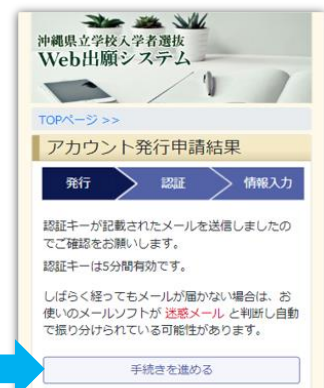 沖縄県立学校入学者選抜
Web出願システム
TOPページ >>
アカウント発行申請結果
発行
認証
情報入力
認証キーが記載されたメールを送信しましたの
でご確認をお願いします。
認証キーは5分間有効です。
しばらく経ってもメールが届かない場合は、お
使いのメールソフトが 迷惑メール と判断し自動
で振り分けられている可能性があります。
手続きを進める